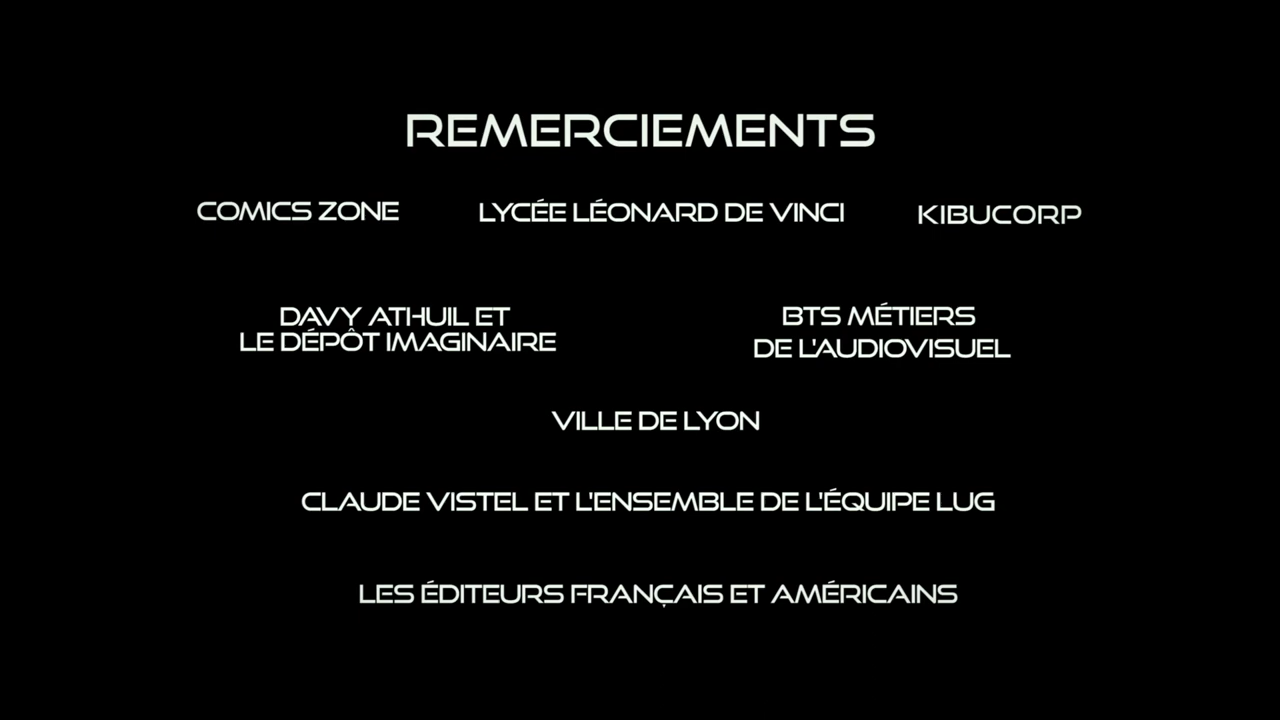 REMERCIEMENTS
COMICS ZONE
LYCÉE LÉONARD DE VINCI
KIBUCORP
DAVY ATHUIL ET
LE DÉPÔT IMAGINAIRE
BTS MÉTIERS
DE L'AUDIOVISUEL
VILLE DE LYON
CLAUDE VISTEL ET L'ENSEMBLE DE L'ÉQUIPE LUG
LES ÉDITEURS FRANÇAIS ET AMÉRICAINS